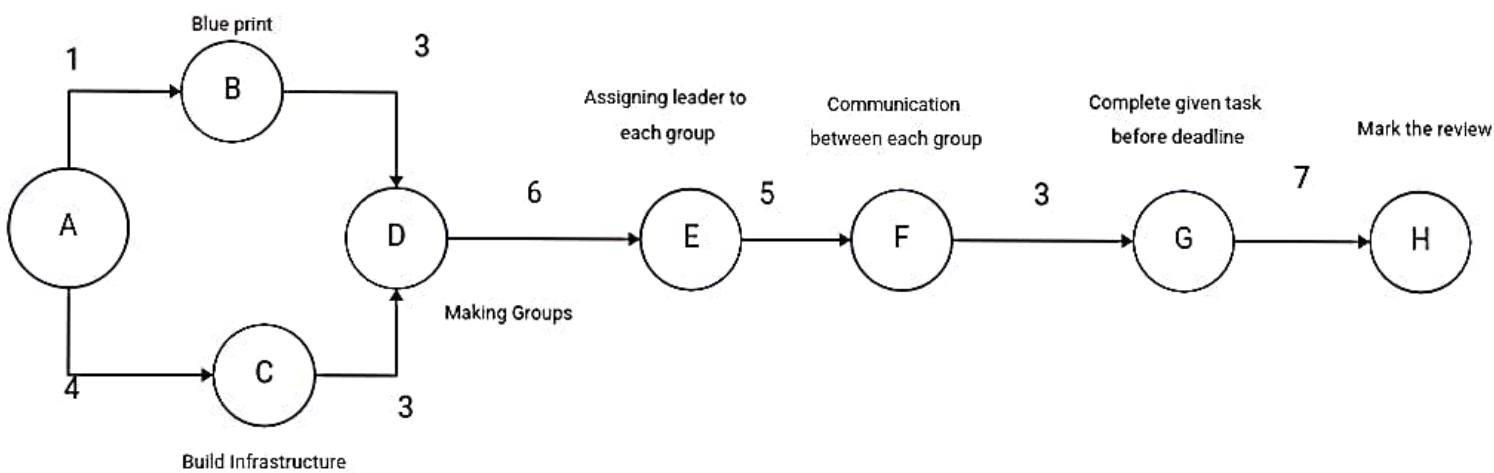 Blue print
1
3
B
Assigning leader to
each group
Communication
between each group
Complete given task
before deadline
Mark the review
A
D
6
E
5
F
3
G
7
H
Making Groups
C
4
3
Build Infrastructure